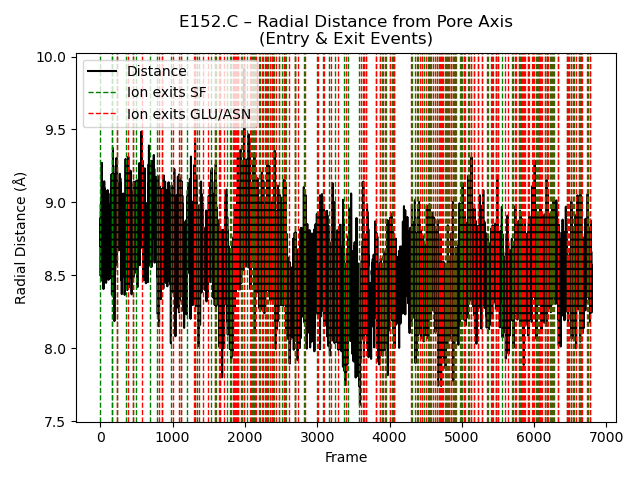 E152.C – Radial Distance from Pore Axis
(Entry & Exit Events)
Distance
Ion exits SF
Ion exits GLU/ASN
Radial Distance (Å)
10.0
9.5
9.0
8.5
8.0
7.5
0 1000 2000 3000 4000 5000 6000 7000
Frame